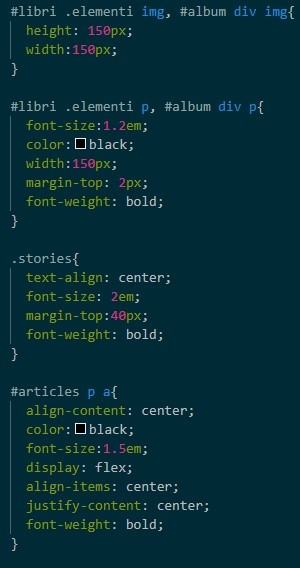 #libri .elementi img, #album div img{
height: 150px;
width:150px;
}
#libri .elementi p, #album div p{
font-size:1.2em;
color:black;
width:150px;
margin-top: 2px;
font-weight: bold;
}
.stories{
text-align: center;
font-size: 2em;
margin-top:40px;
font-weight: bold;
}
#articles p a{
align-content: center;
color:black;
font-size:1.5em;
display: flex;
align-items: center;
justify-content: center;
font-weight: bold;
}